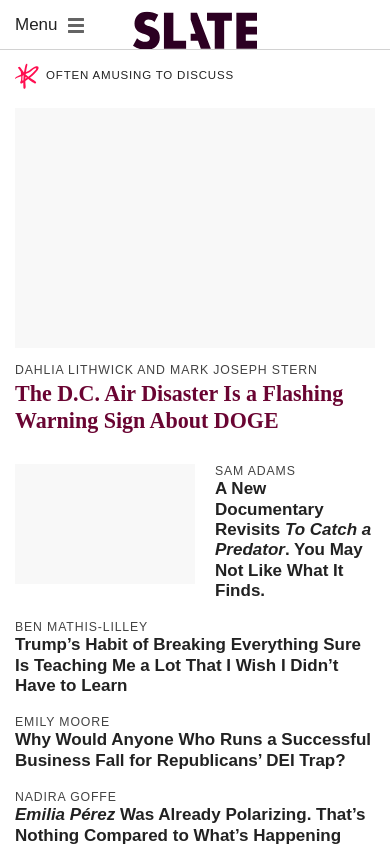 Menu
SLATE
OFTEN AMUSING TO DISCUSS
DAHLIA LITHWICK AND MARK JOSEPH STERN
The D.C. Air Disaster Is a Flashing
Warning Sign About DOGE
SAM ADAMS
A New
Documentary
Revisits To Catch a
Predator. You May
Not Like What It
Finds.
BEN MATHIS-LILLEY
Trump’s Habit of Breaking Everything Sure
Is Teaching Me a Lot That I Wish I Didn’t
Have to Learn
EMILY MOORE
Why Would Anyone Who Runs a Successful
Business Fall for Republicans’ DEI Trap?
NADIRA GOFFE
Emilia Pérez Was Already Polarizing. That’s
Nothing Compared to What’s Happening